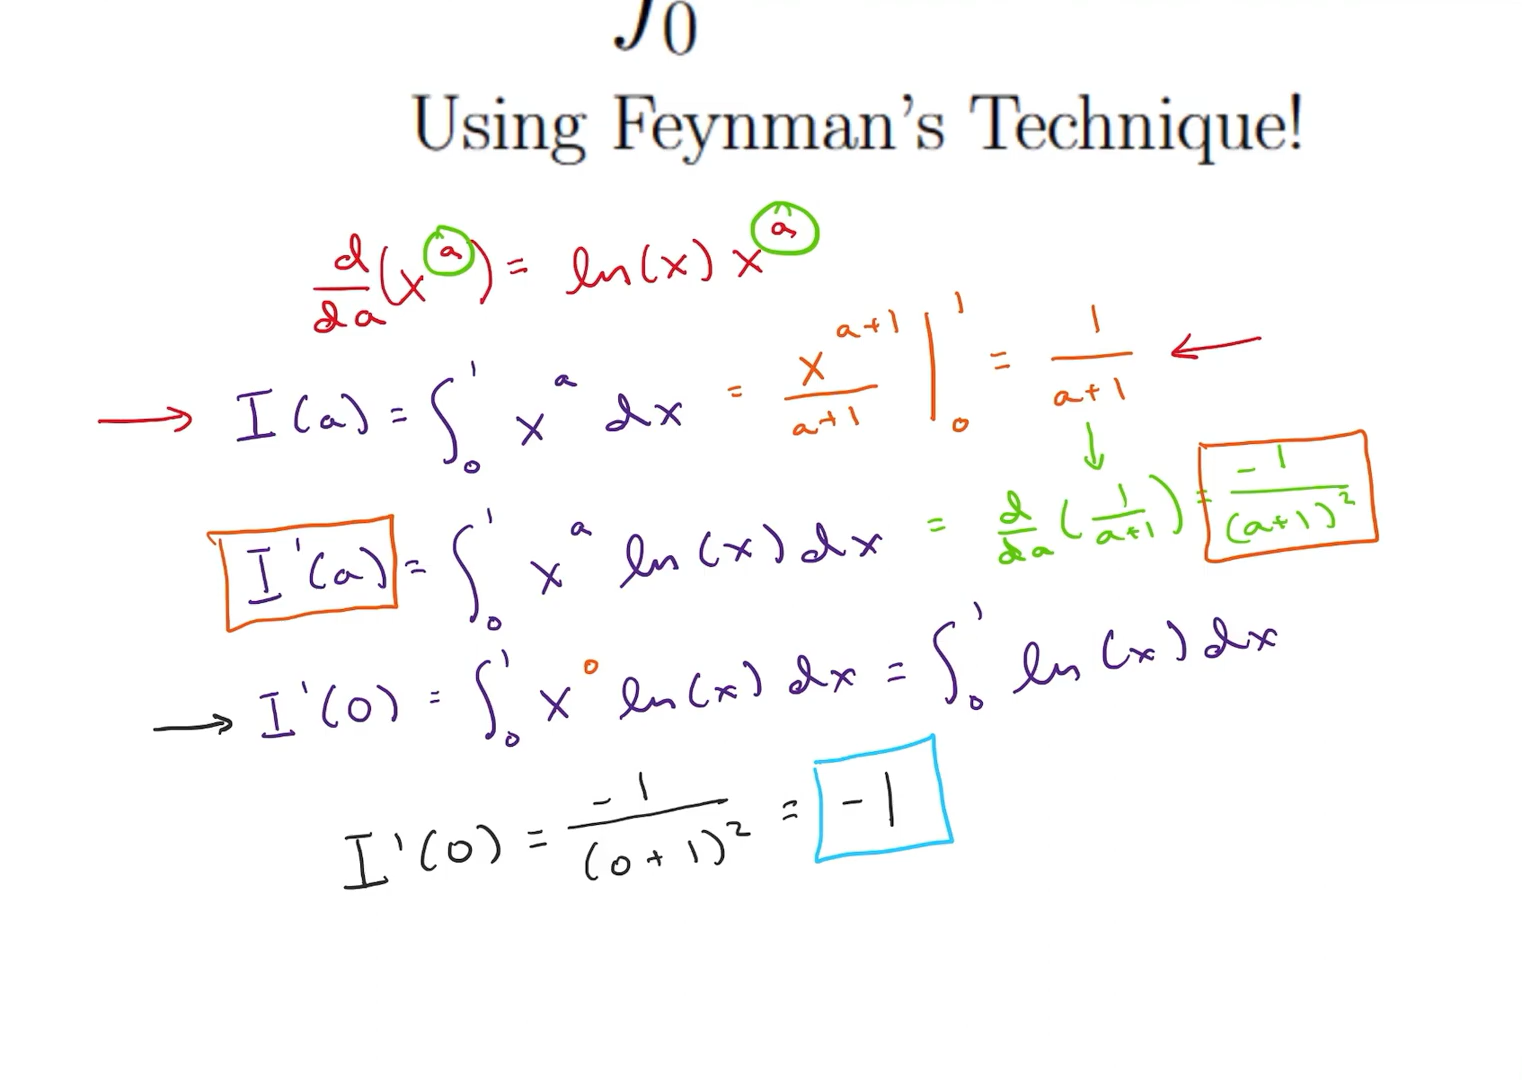 ∫₀
Using Feynman's Technique!
d/da (x^a) = ln(x) x^a
→ I(a) = ∫₀¹ x^a dx = x^(a+1)/(a+1) |₀¹ = 1/(a+1) ←
↓
I'(a) = ∫₀¹ x^a ln(x) dx = d/da (1/(a+1)) = -1/(a+1)²
→ I'(0) = ∫₀¹ x⁰ ln(x) dx = ∫₀¹ ln(x) dx
I'(0) = -1/(0+1)² = -1